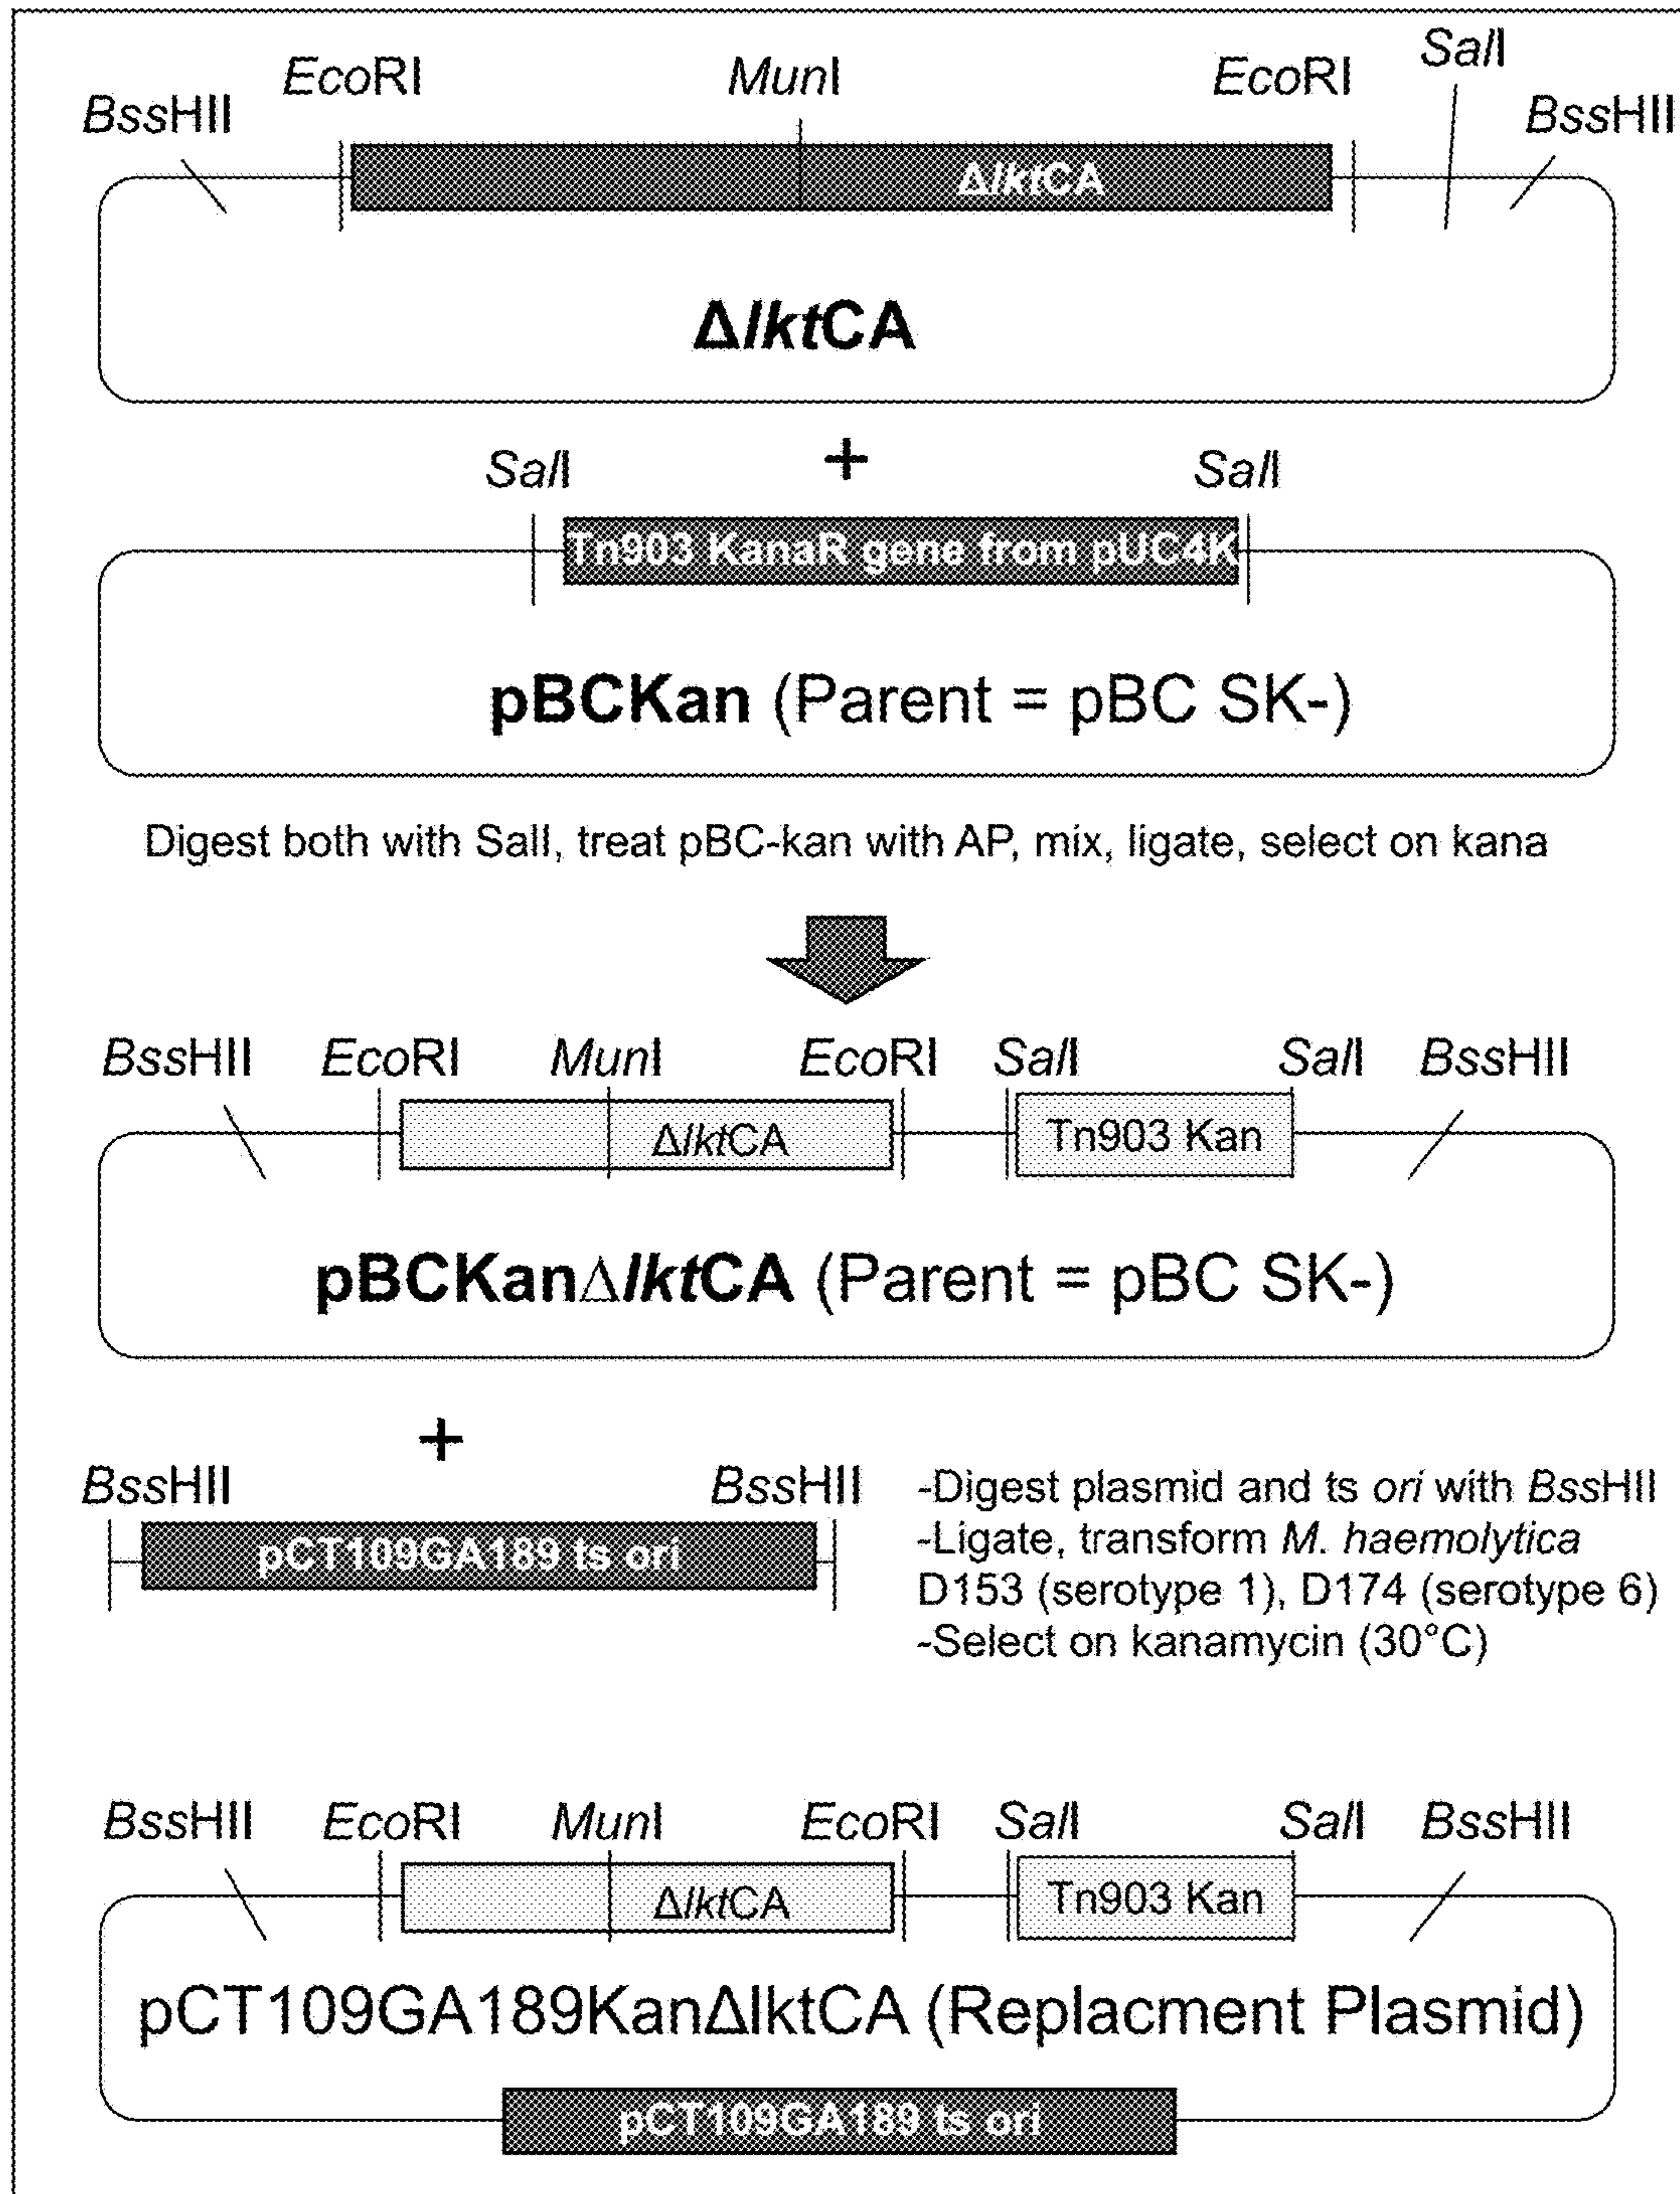 SalI
EcoRI MunI EcoRI
BssHII BssHII
ΔlktCA
ΔlktCA
+
SalI SalI
Tn903 KanaR gene from pUC4K
pBCKan (Parent = pBC SK-)
Digest both with SalI, treat pBC-kan with AP, mix, ligate, select on kana
BssHII EcoRI MunI EcoRI SalI SalI BssHII
ΔlktCA Tn903 Kan
pBCKanΔlktCA (Parent = pBC SK-)
+
BssHII BssHII
pCT109GA189 ts ori
-Digest plasmid and ts ori with BssHII
-Ligate, transform M. haemolytica
D153 (serotype 1), D174 (serotype 6)
-Select on kanamycin (30°C)
BssHII EcoRI MunI EcoRI SalI SalI BssHII
ΔlktCA Tn903 Kan
pCT109GA189KanΔlktCA (Replacment Plasmid)
pCT109GA189 ts ori